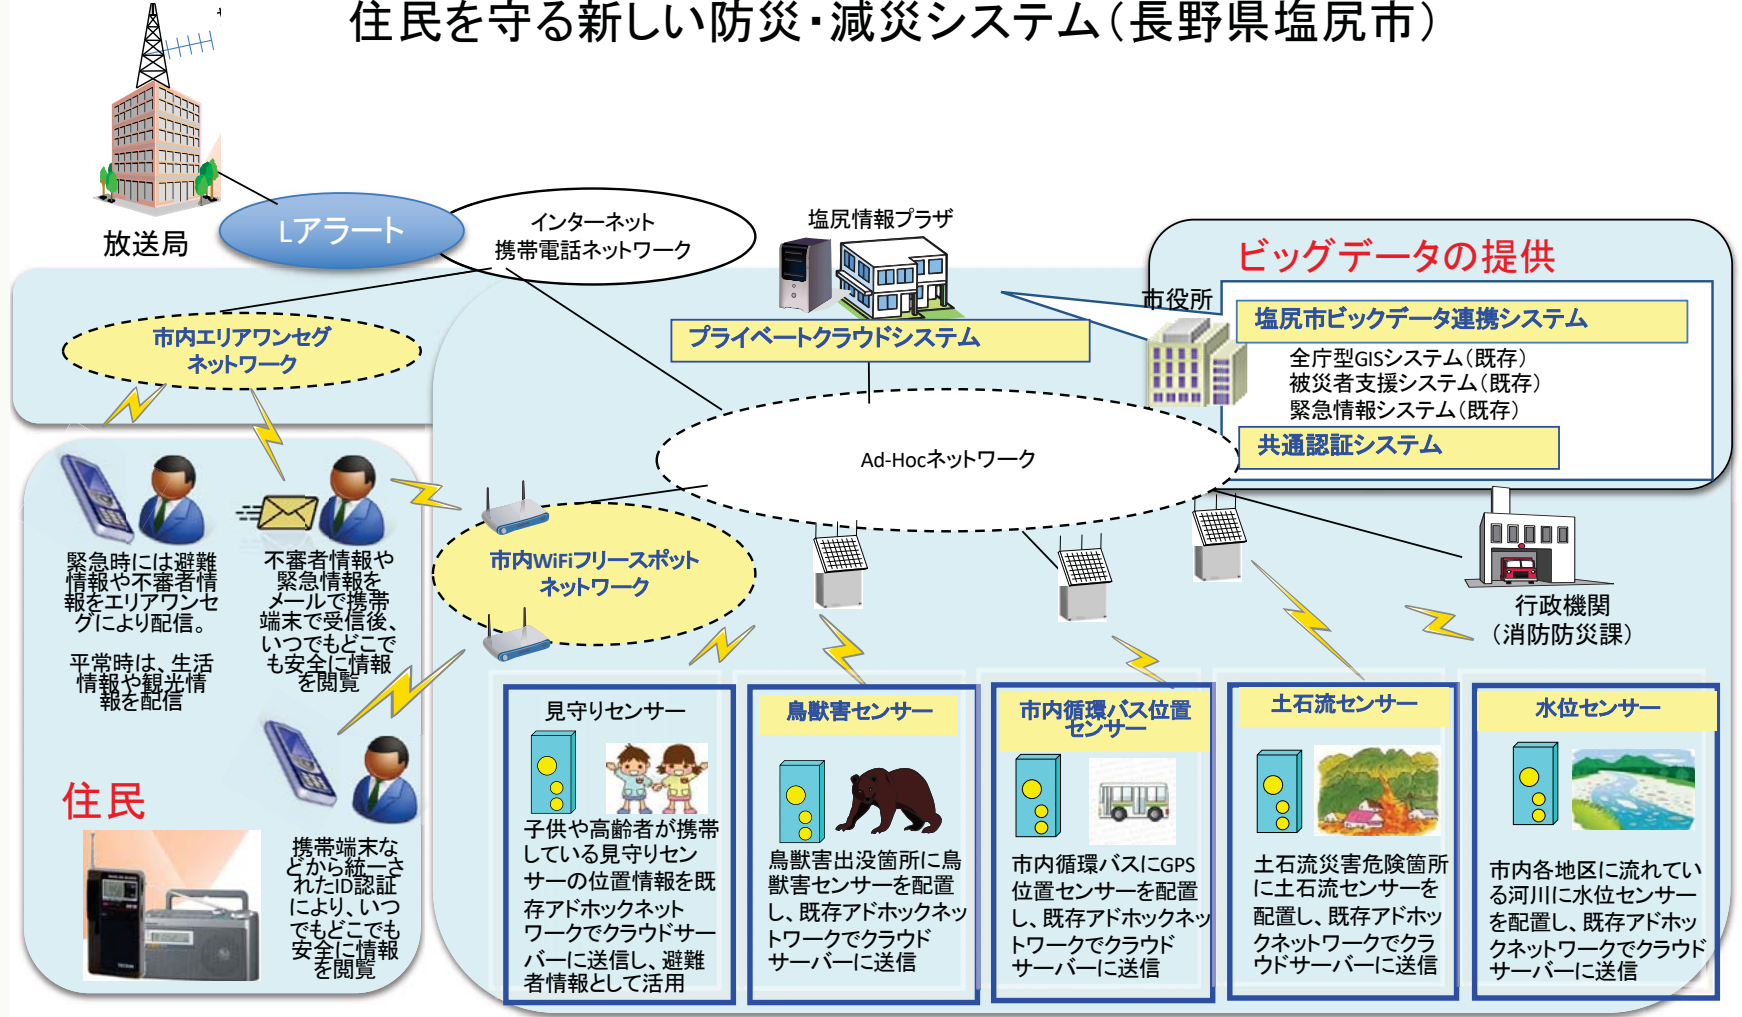 住民を守る新しい防災・減災システム（長野県塩尻市）
放送局
Lアラート
インターネット
携帯電話ネットワーク
塩尻情報プラザ
プライベートクラウドシステム
ビッグデータの提供
市役所
塩尻市ビックデータ連携システム
全庁型GISシステム（既存）
被災者支援システム（既存）
緊急情報システム（既存）
共通認証システム
市内エリアワンセグ
ネットワーク
Ad-Hocネットワーク
市内WiFiフリースポット
ネットワーク
行政機関
（消防防災課）
緊急時には避難
情報や不審者情
報をエリアワンセ
グにより配信。
平常時は、生活
情報や観光情
報を配信
不審者情報や
緊急情報を
メールで携帯
端末で受信後、
いつでもどこで
も安全に情報
を閲覧
住民
携帯端末な
どから統一さ
れたID認証
により、いつ
でもどこでも
安全に情報
を閲覧
見守りセンサー
子供や高齢者が携帯
している見守りセン
サーの位置情報を既
存アドホックネット
ワークでクラウドサー
バーに送信し、避難
者情報として活用
鳥獣害センサー
鳥獣害出没箇所に鳥
獣害センサーを配置
し、既存アドホックネッ
トワークでクラウド
サーバーに送信
市内循環バス位置
センサー
市内循環バスにGPS
位置センサーを配置
し、既存アドホックネッ
トワークでクラウド
サーバーに送信
土石流センサー
土石流災害危険箇所
に土石流センサーを
配置し、既存アドホッ
クネットワークでクラ
ウドサーバーに送信
水位センサー
市内各地区に流れてい
る河川に水位センサー
を配置し、既存アドホッ
クネットワークでクラウド
サーバーに送信